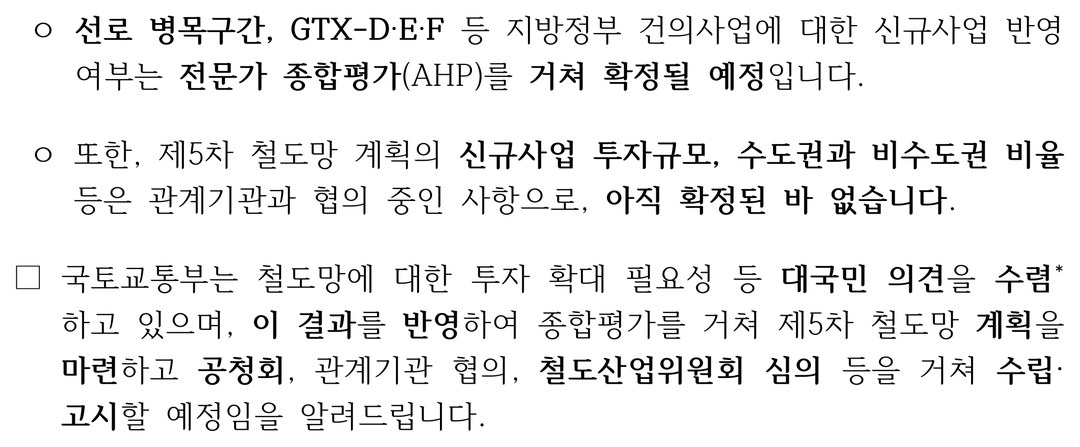 ○ 선로 병목구간, GTX-D·E·F 등 지방정부 건의사업에 대한 신규사업 반영
여부는 전문가 종합평가(AHP)를 거쳐 확정될 예정입니다.
○ 또한, 제5차 철도망 계획의 신규사업 투자규모, 수도권과 비수도권 비율
등은 관계기관과 협의 중인 사항으로, 아직 확정된 바 없습니다.
□ 국토교통부는 철도망에 대한 투자 확대 필요성 등 대국민 의견을 수렴*
하고 있으며, 이 결과를 반영하여 종합평가를 거쳐 제5차 철도망 계획을
마련하고 공청회, 관계기관 협의, 철도산업위원회 심의 등을 거쳐 수립·
고시할 예정임을 알려드립니다.